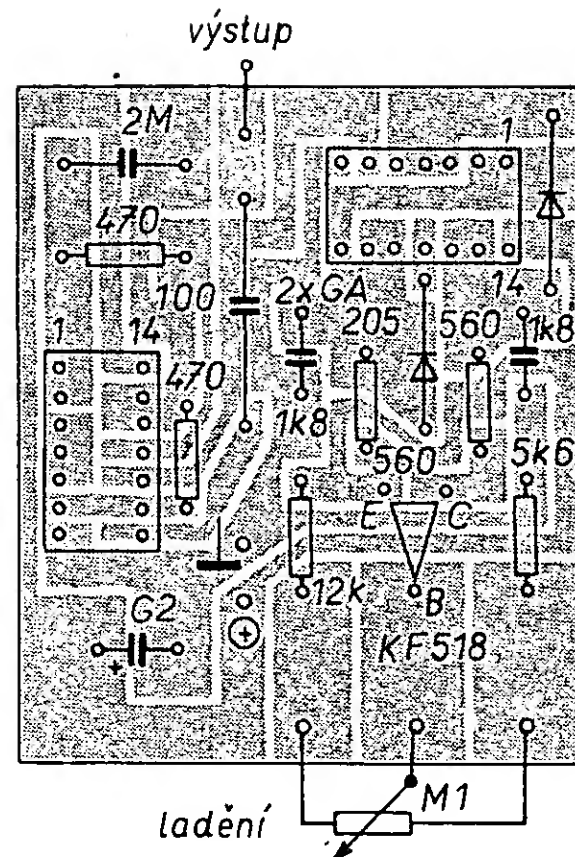 výstup
2M
1
470
100
2xGA
14
1
14
205
560
1k8
470
1k8
560
5k6
E
C
12k
B
G2
+
+
KF518
M1
ladění